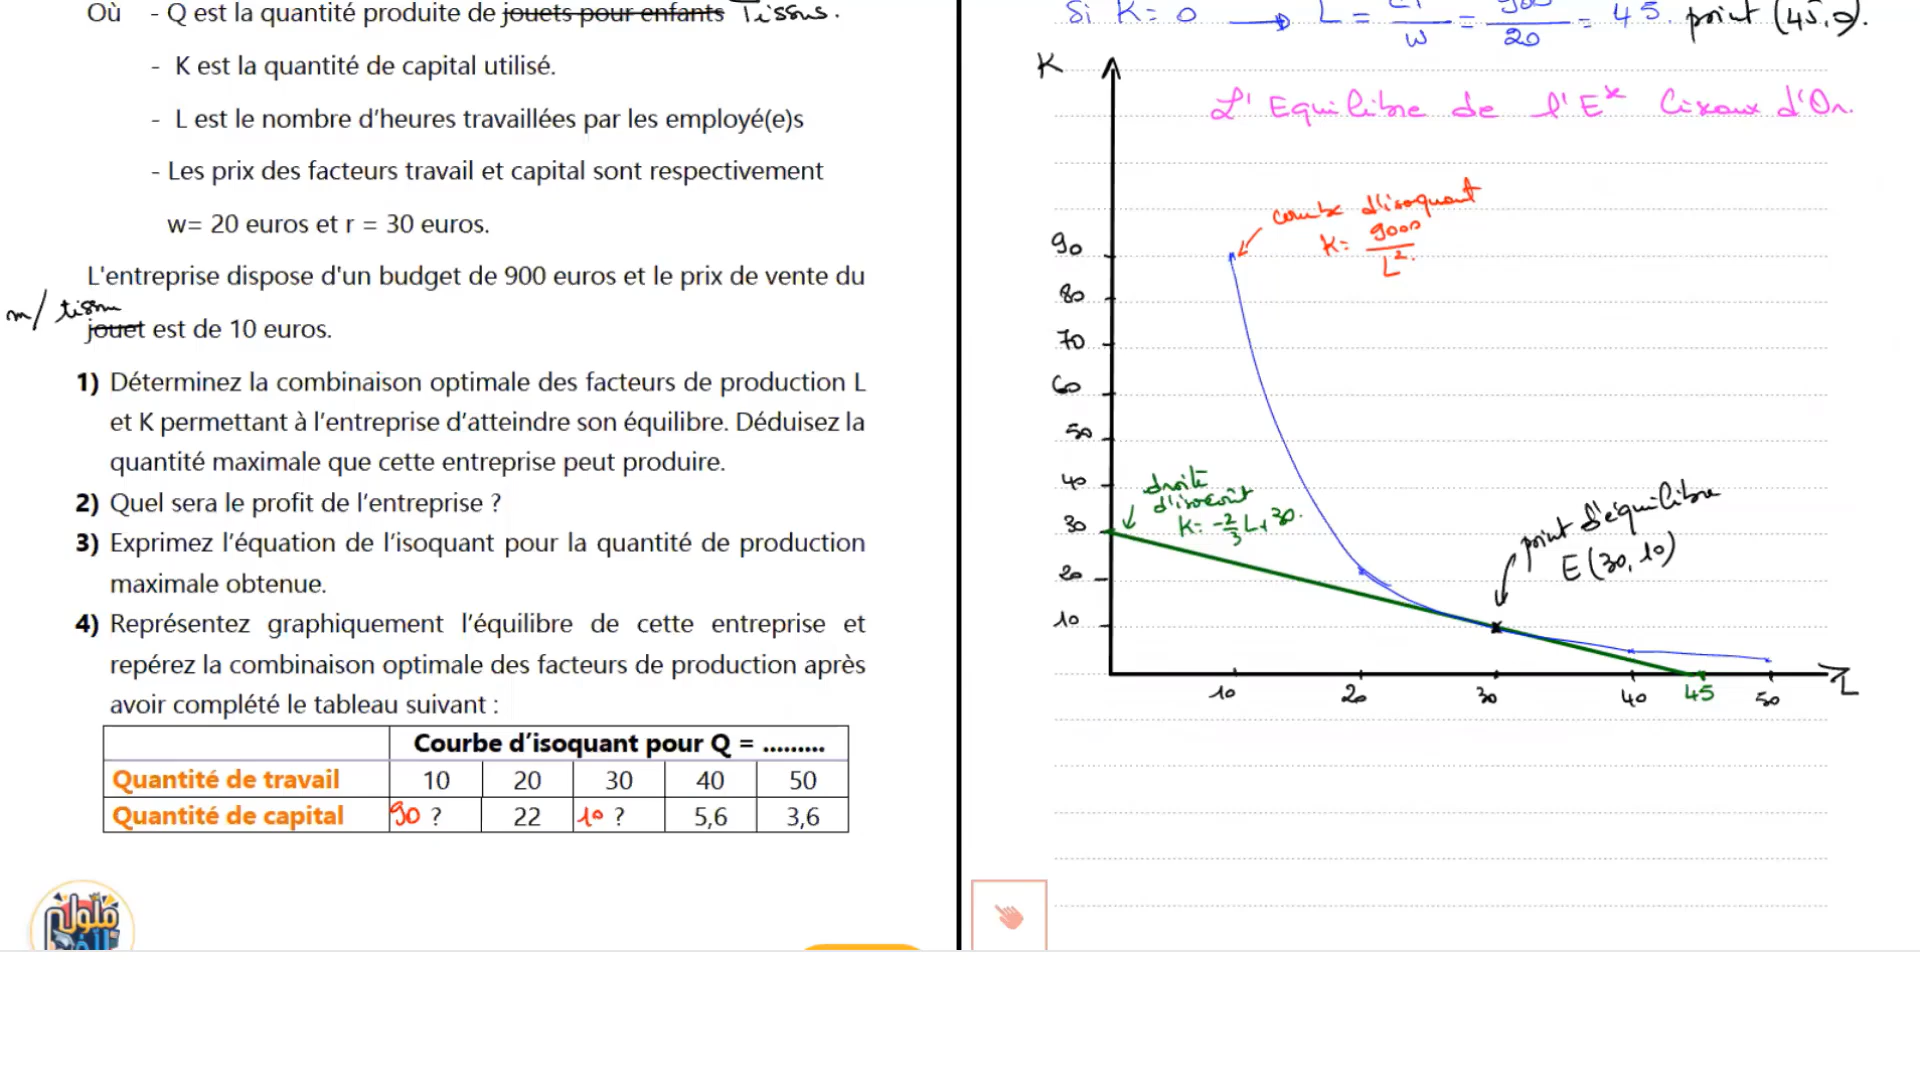 Où - Q est la quantité produite de jouets pour enfants Tissus.
- K est la quantité de capital utilisé.
- L est le nombre d'heures travaillées par les employé(e)s
- Les prix des facteurs travail et capital sont respectivement
w= 20 euros et r = 30 euros.
L'entreprise dispose d'un budget de 900 euros et le prix de vente du
m/ tissu
jouet est de 10 euros.
1) Déterminez la combinaison optimale des facteurs de production L
et K permettant à l'entreprise d'atteindre son équilibre. Déduisez la
quantité maximale que cette entreprise peut produire.
2) Quel sera le profit de l'entreprise ?
3) Exprimez l'équation de l'isoquant pour la quantité de production
maximale obtenue.
4) Représentez graphiquement l'équilibre de cette entreprise et
repérez la combinaison optimale des facteurs de production après
avoir complété le tableau suivant :
Courbe d'isoquant pour Q = .........
Quantité de travail 10 20 30 40 50
Quantité de capital 90 ? 22 10 ? 5,6 3,6
Si K = 0 → L = = 900 / 20 = 45. point (45,0).
w
K
L'Equilibre de l'E* Cixaux d'Or.
courbe d'isoquant
K = 9000 / L²
90
80
70
60
50
40
30
20
10
droite
d'isocoût
K = -2/3 L + 30.
point d'équilibre
E (30, 10)
10 20 30 40 45 50 L
ملول